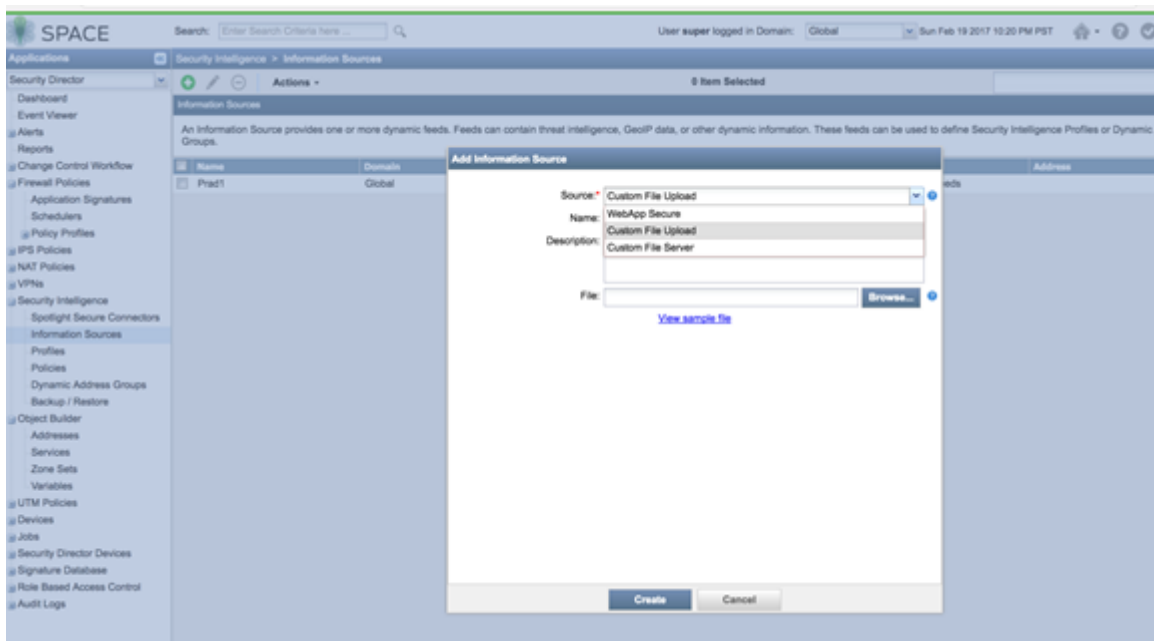 SPACE
Search: Enter Search Criteria here ...
User super logged in Domain: Global Sun Feb 19 2017 10:20 PM PST
Applications
Security Intelligence > Information Sources
Security Director
Actions
0 Item Selected
Dashboard
Event Viewer
Alerts
Reports
Change Control Workflow
Firewall Policies
Application Signatures
Schedulers
Policy Profiles
IPS Policies
NAT Policies
VPNs
Security Intelligence
Spotlight Secure Connectors
Information Sources
Profiles
Policies
Dynamic Address Groups
Backup / Restore
Object Builder
Addresses
Services
Zone Sets
Variables
UTM Policies
Devices
Jobs
Security Director Devices
Signature Database
Role Based Access Control
Audit Logs
Information Sources
An Information Source provides one or more dynamic feeds. Feeds can contain threat intelligence, GeoIP data, or other dynamic information. These feeds can be used to define Security Intelligence Profiles or Dynamic
Groups.
Name Domain Address
Prad1 Global eeds
Add Information Source
Source:* Custom File Upload
WebApp Secure
Custom File Upload
Custom File Server
Name:
Description:
File: Browse...
View sample file
Create Cancel